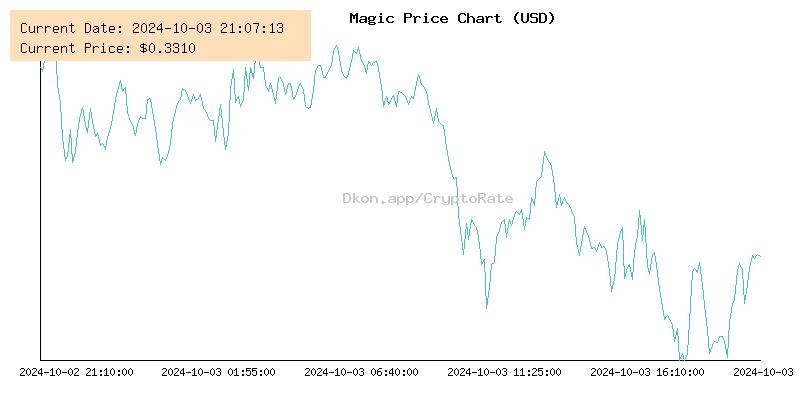 Magic Price Chart (USD)
Current Date: 2024-10-03 21:07:13
Current Price: $0.3310
Dkon.app/CryptoRate
2024-10-02 21:10:00
2024-10-03 01:55:00
2024-10-03 06:40:00
2024-10-03 11:25:00
2024-10-03 16:10:00
2024-10-03